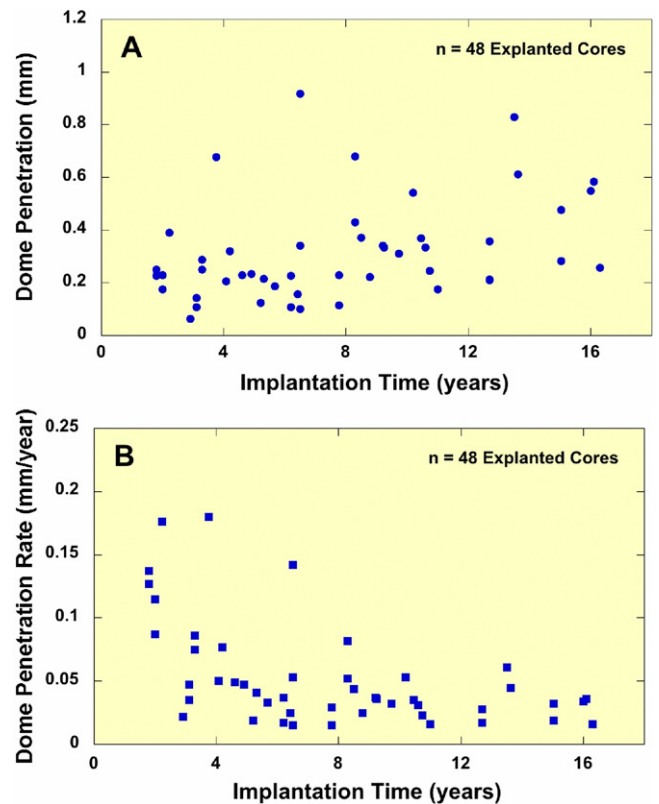 A
n = 48 Explanted Cores
Dome Penetration (mm)
1.2
1
0.8
0.6
0.4
0.2
0
0 4 8 12 16
Implantation Time (years)
B
n = 48 Explanted Cores
Dome Penetration Rate (mm/year)
0.25
0.2
0.15
0.1
0.05
0
0 4 8 12 16
Implantation Time (years)